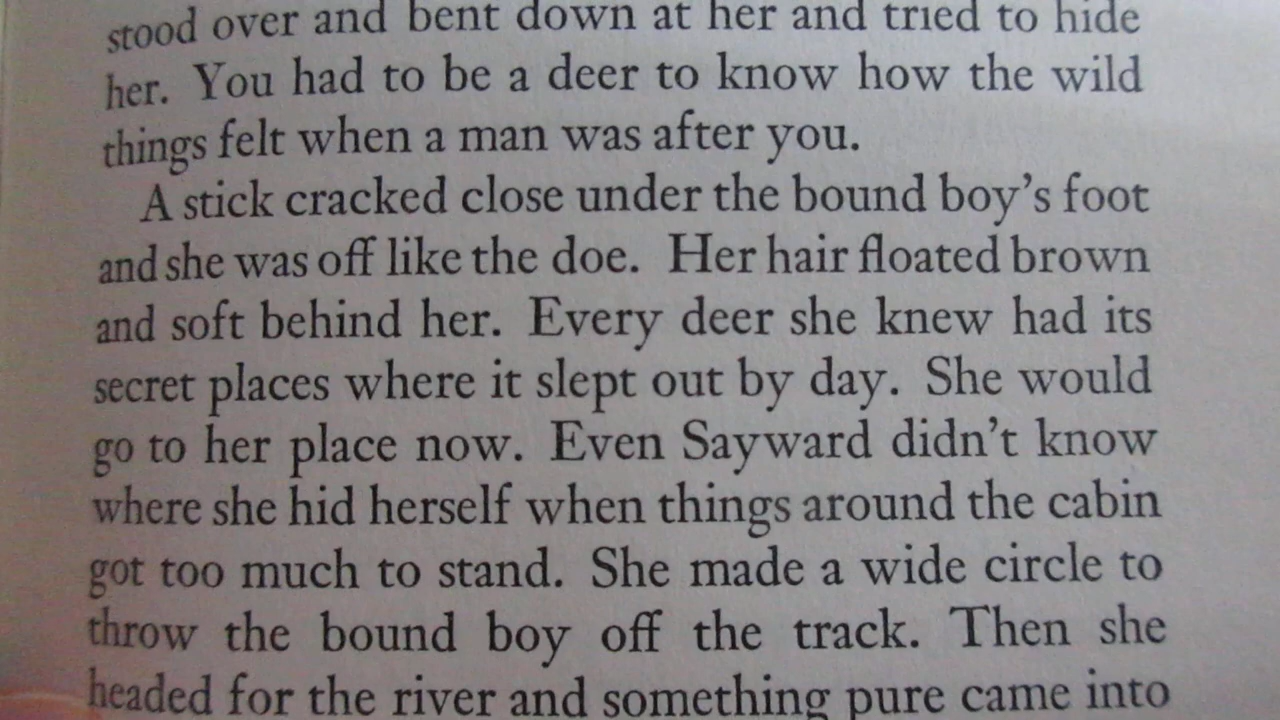 stood over and bent down at her and tried to hide
her. You had to be a deer to know how the wild
things felt when a man was after you.
A stick cracked close under the bound boy’s foot
and she was off like the doe. Her hair floated brown
and soft behind her. Every deer she knew had its
secret places where it slept out by day. She would
go to her place now. Even Sayward didn’t know
where she hid herself when things around the cabin
got too much to stand. She made a wide circle to
throw the bound boy off the track. Then she
headed for the river and something pure came into